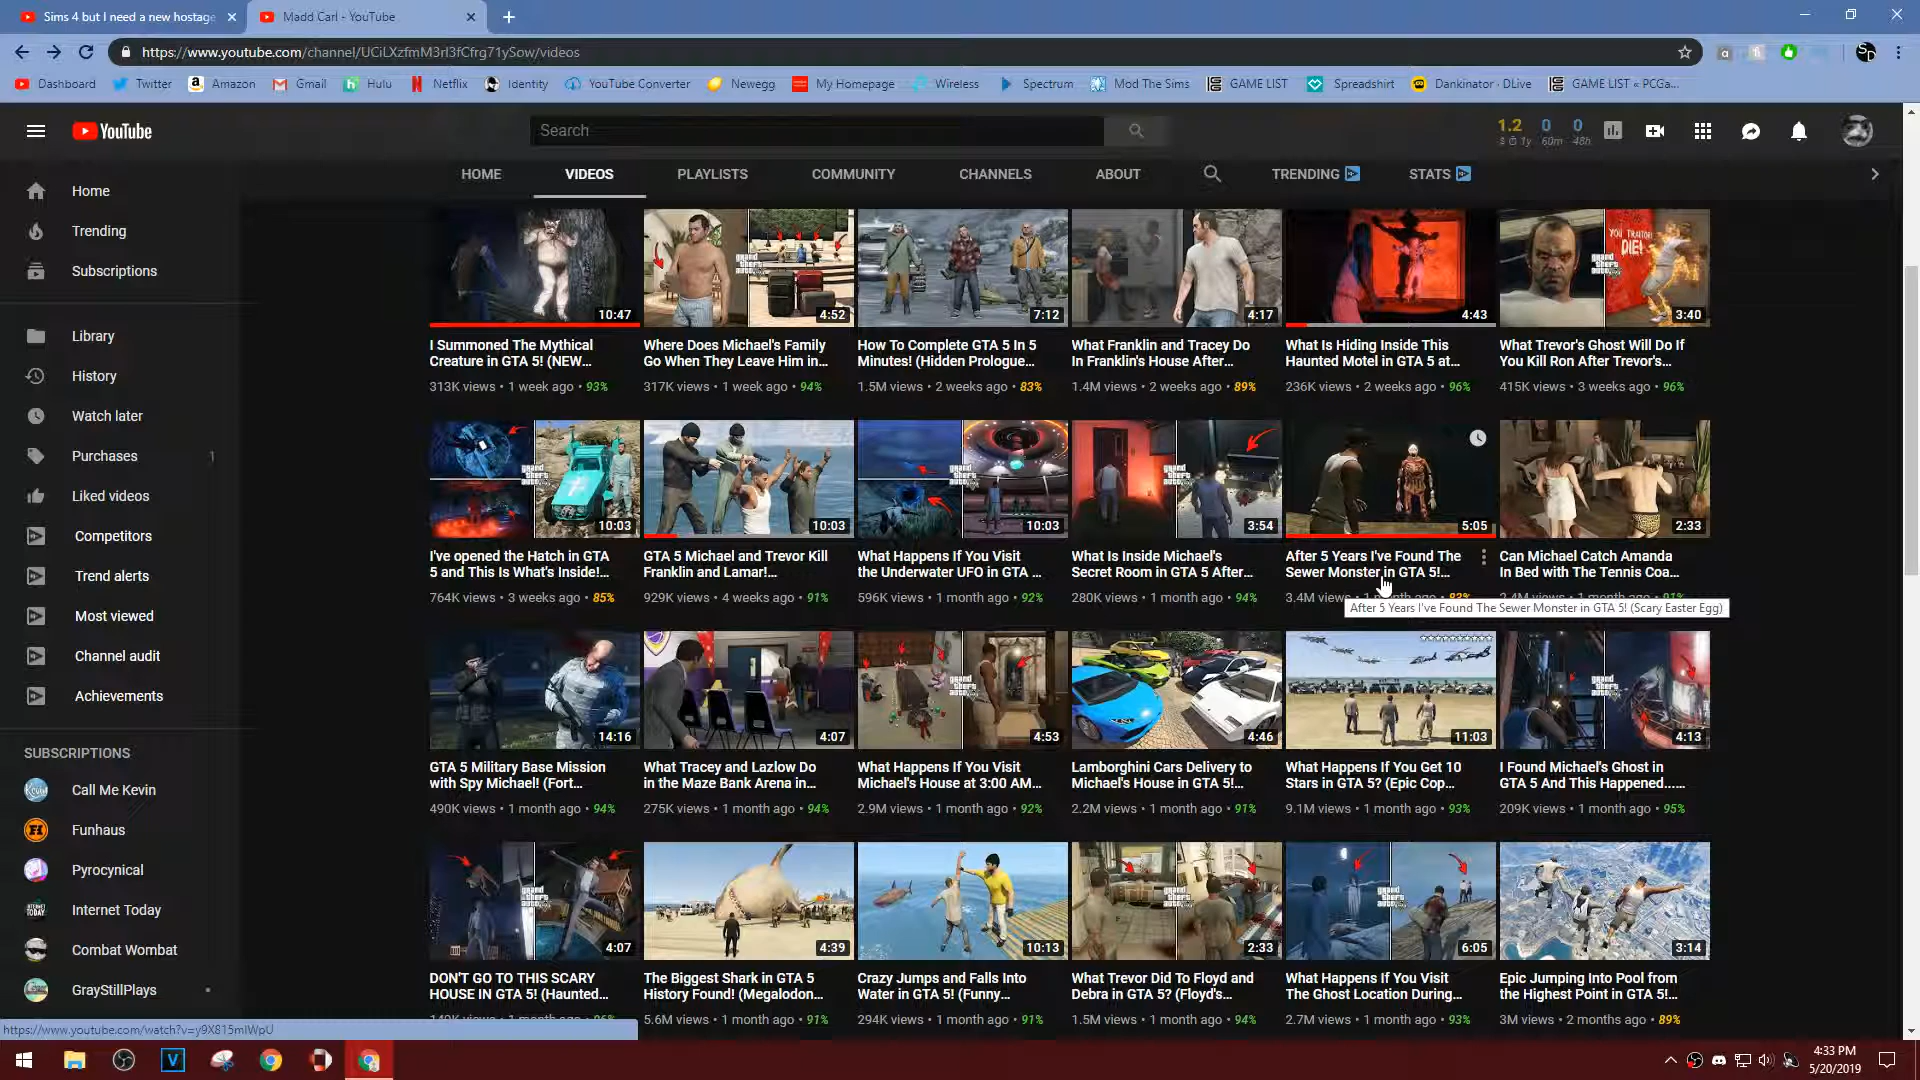 Sims 4 but I need a new hostage
Madd Carl - YouTube
https://www.youtube.com/channel/UCiLXzfmM3rl3fCfrg71ySow/videos
Dashboard Twitter Amazon Gmail Hulu Netflix Identity YouTube Converter Newegg My Homepage Wireless Spectrum Mod The Sims GAME LIST Spreadshirt Dankinator - DLive GAME LIST « PCGa...
YouTube
Search
1.2 0 0
1y 60m 48h
HOME VIDEOS PLAYLISTS COMMUNITY CHANNELS ABOUT TRENDING STATS
Home
Trending
Subscriptions
Library
History
Watch later
Purchases 1
Liked videos
Competitors
Trend alerts
Most viewed
Channel audit
Achievements
SUBSCRIPTIONS
Call Me Kevin
Funhaus
Pyrocynical
Internet Today
Combat Wombat
GrayStillPlays
YOU TRAITOR DIE!
10:47 4:52 7:12 4:17 4:43 3:40
I Summoned The Mythical
Creature in GTA 5! (NEW...
313K views • 1 week ago • 93%
Where Does Michael's Family
Go When They Leave Him in...
317K views • 1 week ago • 94%
How To Complete GTA 5 In 5
Minutes! (Hidden Prologue...
1.5M views • 2 weeks ago • 83%
What Franklin and Tracey Do
In Franklin's House After...
1.4M views • 2 weeks ago • 89%
What Is Hiding Inside This
Haunted Motel in GTA 5 at...
236K views • 2 weeks ago • 96%
What Trevor's Ghost Will Do If
You Kill Ron After Trevor's...
415K views • 3 weeks ago • 96%
10:03 10:03 10:03 3:54 5:05 2:33
I've opened the Hatch in GTA
5 and This Is What's Inside!...
764K views • 3 weeks ago • 85%
GTA 5 Michael and Trevor Kill
Franklin and Lamar!...
929K views • 4 weeks ago • 91%
What Happens If You Visit
the Underwater UFO in GTA ...
596K views • 1 month ago • 92%
What Is Inside Michael's
Secret Room in GTA 5 After...
280K views • 1 month ago • 94%
After 5 Years I've Found The
Sewer Monster in GTA 5!...
3.4M views • 1 month ago
After 5 Years I've Found The Sewer Monster in GTA 5! (Scary Easter Egg)
Can Michael Catch Amanda
In Bed with The Tennis Coa...
2.4M views • 1 month ago • 91%
14:16 4:07 4:53 4:46 11:03 4:13
GTA 5 Military Base Mission
with Spy Michael! (Fort...
490K views • 1 month ago • 94%
What Tracey and Lazlow Do
in the Maze Bank Arena in...
275K views • 1 month ago • 94%
What Happens If You Visit
Michael's House at 3:00 AM...
2.9M views • 1 month ago • 92%
Lamborghini Cars Delivery to
Michael's House in GTA 5!...
2.2M views • 1 month ago • 91%
What Happens If You Get 10
Stars in GTA 5? (Epic Cop...
9.1M views • 1 month ago • 93%
I Found Michael's Ghost in
GTA 5 And This Happened......
209K views • 1 month ago • 95%
4:07 4:39 10:13 2:33 6:05 3:14
DON'T GO TO THIS SCARY
HOUSE IN GTA 5! (Haunted...
140K views • 1 month ago • 96%
The Biggest Shark in GTA 5
History Found! (Megalodon...
5.6M views • 1 month ago • 91%
Crazy Jumps and Falls Into
Water in GTA 5! (Funny...
294K views • 1 month ago • 91%
What Trevor Did To Floyd and
Debra in GTA 5? (Floyd's...
1.5M views • 1 month ago • 94%
What Happens If You Visit
The Ghost Location During...
2.7M views • 1 month ago • 93%
Epic Jumping Into Pool from
the Highest Point in GTA 5!...
3M views • 2 months ago • 89%
https://www.youtube.com/watch?v=y9X815mIWpU
4:33 PM
5/20/2019